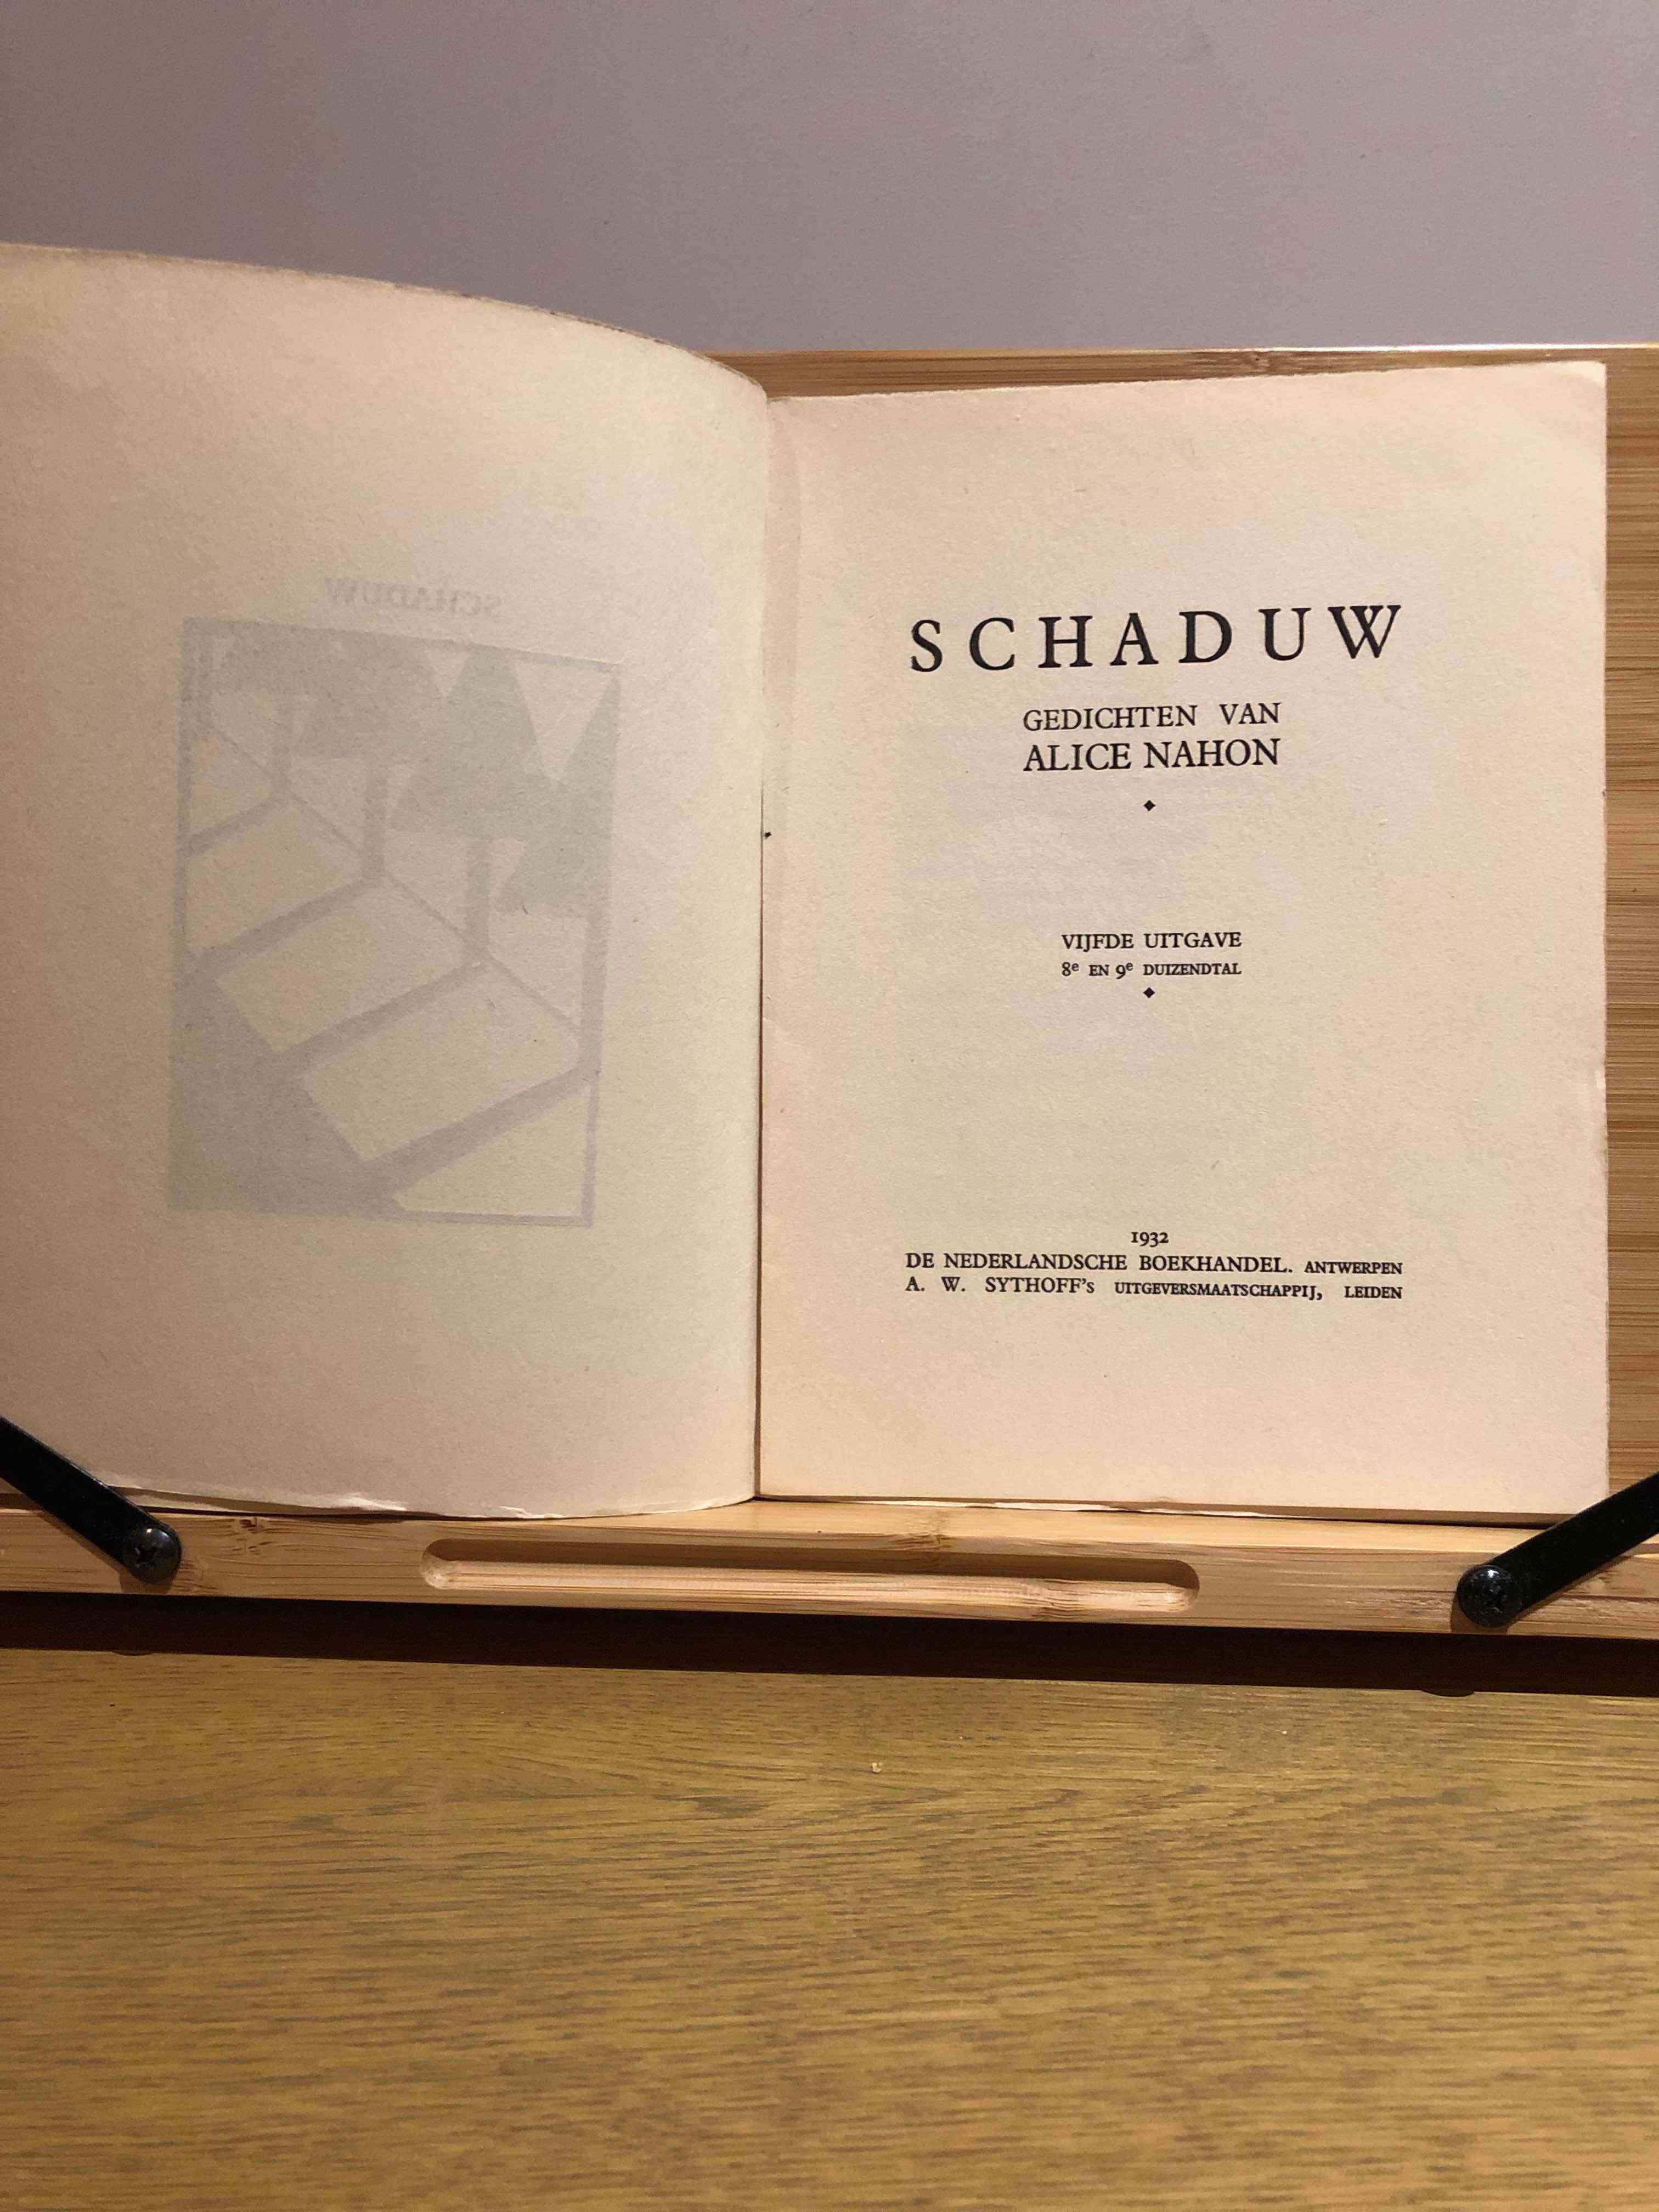 SCHADUW
SCHADUW
GEDICHTEN VAN
ALICE NAHON
VIJFDE UITGAVE
8e EN 9e DUIZENDTAL
1932
DE NEDERLANDSCHE BOEKHANDEL. ANTWERPEN
A. W. SYTHOFF's UITGEVERSMAATSCHAPPIJ, LEIDEN